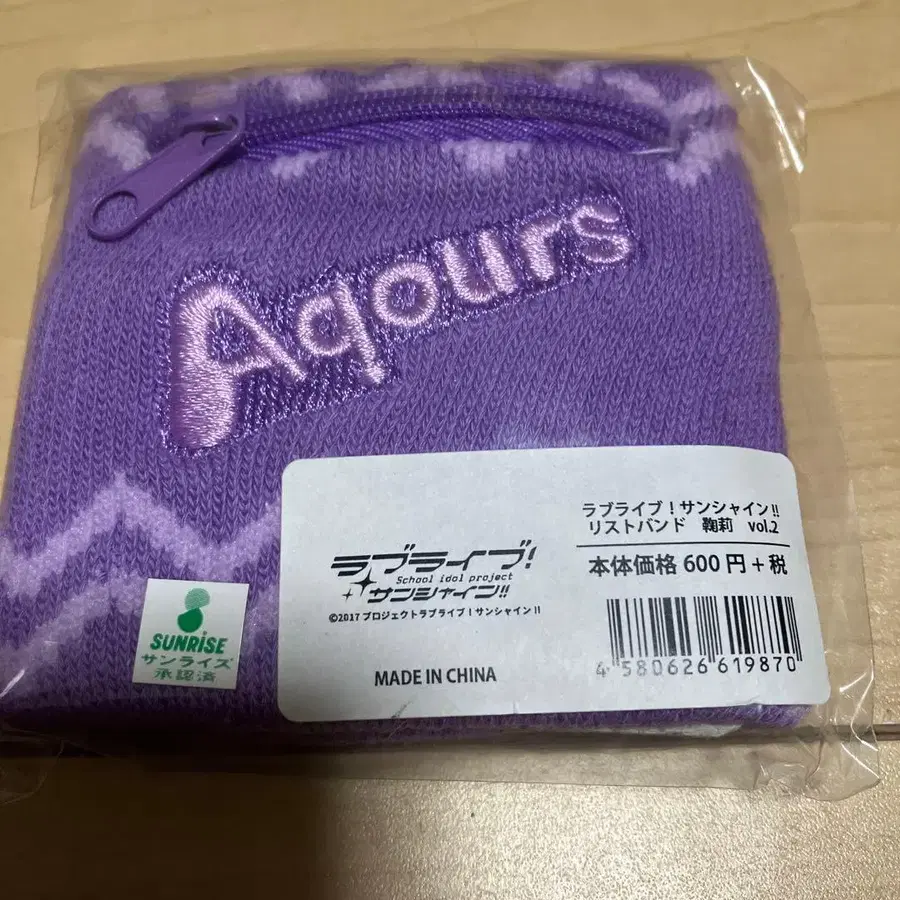 Aqours
ラブライブ！サンシャイン!!
リストバンド 鞠莉 vol.2
本体価格 600 円 + 税
ラブライブ!
School idol project
サンシャイン!!
©2017 プロジェクトラブライブ！サンシャイン!!
MADE IN CHINA
4 580626 619870
SUNRiSE
サンライズ
承認済